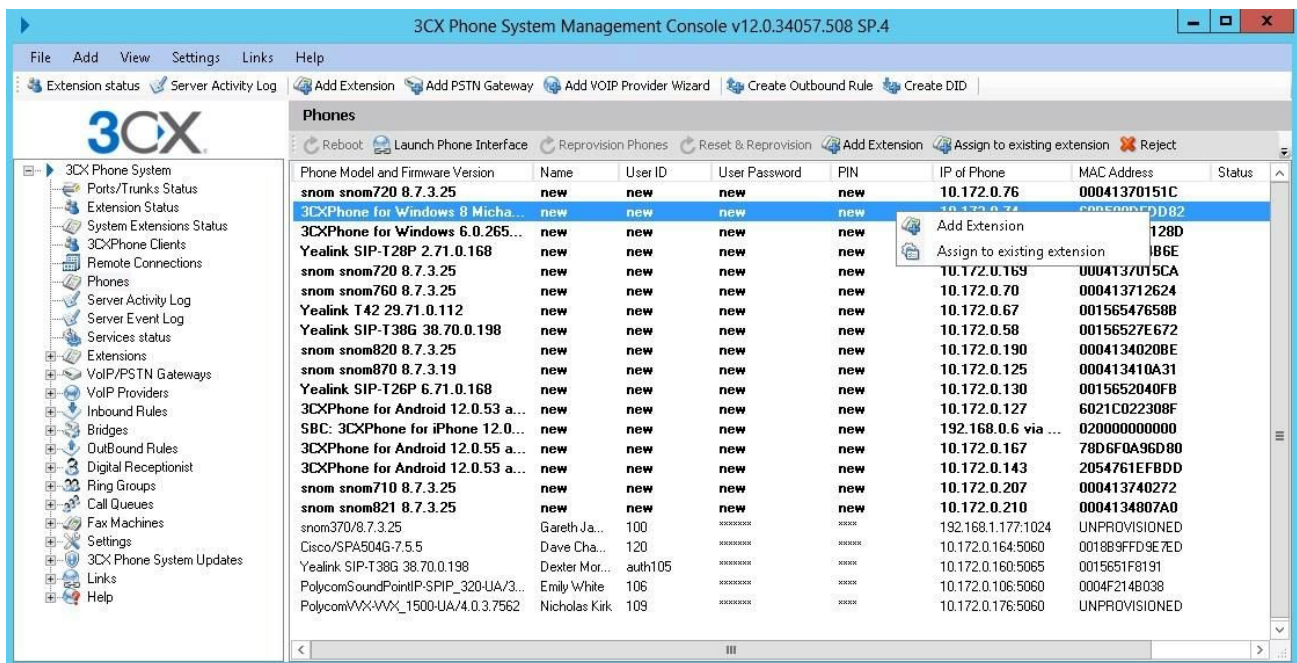 3CX Phone System Management Console v12.0.34057.508 SP.4
File Add View Settings Links Help
Extension status Server Activity Log Add Extension Add PSTN Gateway Add VOIP Provider Wizard Create Outbound Rule Create DID
3CX
Phones
Reboot Launch Phone Interface Reprovision Phones Reset & Reprovision Add Extension Assign to existing extension Reject
3CX Phone System
Ports/Trunks Status
Extension Status
System Extensions Status
3CXPhone Clients
Remote Connections
Phones
Server Activity Log
Server Event Log
Services status
Extensions
VoIP/PSTN Gateways
VoIP Providers
Inbound Rules
Bridges
OutBound Rules
Digital Receptionist
Ring Groups
Call Queues
Fax Machines
Settings
3CX Phone System Updates
Links
Help
Phone Model and Firmware Version Name User ID User Password PIN IP of Phone MAC Address Status
snom snom720 8.7.3.25 new new new new 10.172.0.76 00041370151C
3CXPhone for Windows 8 Micha... new new new new
3CXPhone for Windows 6.0.265... new new new new 128D
Yealink SIP-T28P 2.71.0.168 new new new new
snom snom720 8.7.3.25 new new new new 10.172.0.169 0004137015CA
snom snom760 8.7.3.25 new new new new 10.172.0.70 000413712624
Yealink T42 29.71.0.112 new new new new 10.172.0.67 00156547658B
Yealink SIP-T38G 38.70.0.198 new new new new 10.172.0.58 00156527E672
snom snom820 8.7.3.25 new new new new 10.172.0.190 0004134020BE
snom snom870 8.7.3.19 new new new new 10.172.0.125 000413410A31
Yealink SIP-T26P 6.71.0.168 new new new new 10.172.0.130 0015652040FB
3CXPhone for Android 12.0.53 a... new new new new 10.172.0.127 6021C022308F
SBC: 3CXPhone for iPhone 12.0... new new new new 192.168.0.6 via ... 020000000000
3CXPhone for Android 12.0.55 a... new new new new 10.172.0.167 78D6F0A96D80
3CXPhone for Android 12.0.53 a... new new new new 10.172.0.143 2054761EFBDD
snom snom710 8.7.3.25 new new new new 10.172.0.207 000413740272
snom snom821 8.7.3.25 new new new new 10.172.0.210 0004134807A0
snom370/8.7.3.25 Gareth Ja... 100 ******* **** 192.168.1.177:1024 UNPROVISIONED
Cisco/SPA504G-7.5.5 Dave Cha... 120 ******* ***** 10.172.0.164:5060 0018B9FFD9E7ED
Yealink SIP-T38G 38.70.0.198 Dexter Mor... auth105 ******* **** 10.172.0.160:5065 0015651F8191
PolycomSoundPointIP-SPIP_320-UA/3... Emily White 106 ******* **** 10.172.0.106:5060 0004F214B038
PolycomVVX-VVX_1500-UA/4.0.3.7562 Nicholas Kirk 109 ******* **** 10.172.0.176:5060 UNPROVISIONED
Add Extension
Assign to existing extension